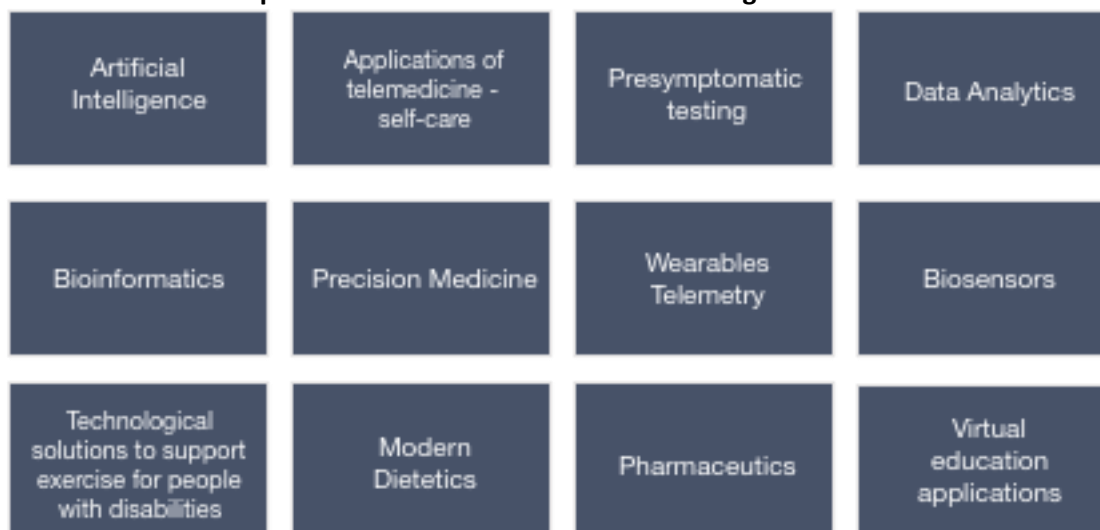 Artificial
Intelligence
Applications of
telemedicine -
self-care
Presymptomatic
testing
Data Analytics
Bioinformatics
Precision Medicine
Wearables
Telemetry
Biosensors
Technological
solutions to support
exercise for people
with disabilities
Modern
Dietetics
Pharmaceutics
Virtual
education
applications